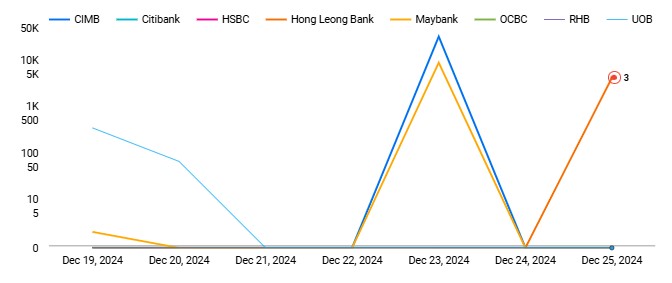 CIMB Citibank HSBC Hong Leong Bank Maybank OCBC RHB UOB
50K
10K
5K
3
1K
500
100
50
10
5
0
Dec 19, 2024 Dec 20, 2024 Dec 21, 2024 Dec 22, 2024 Dec 23, 2024 Dec 24, 2024 Dec 25, 2024